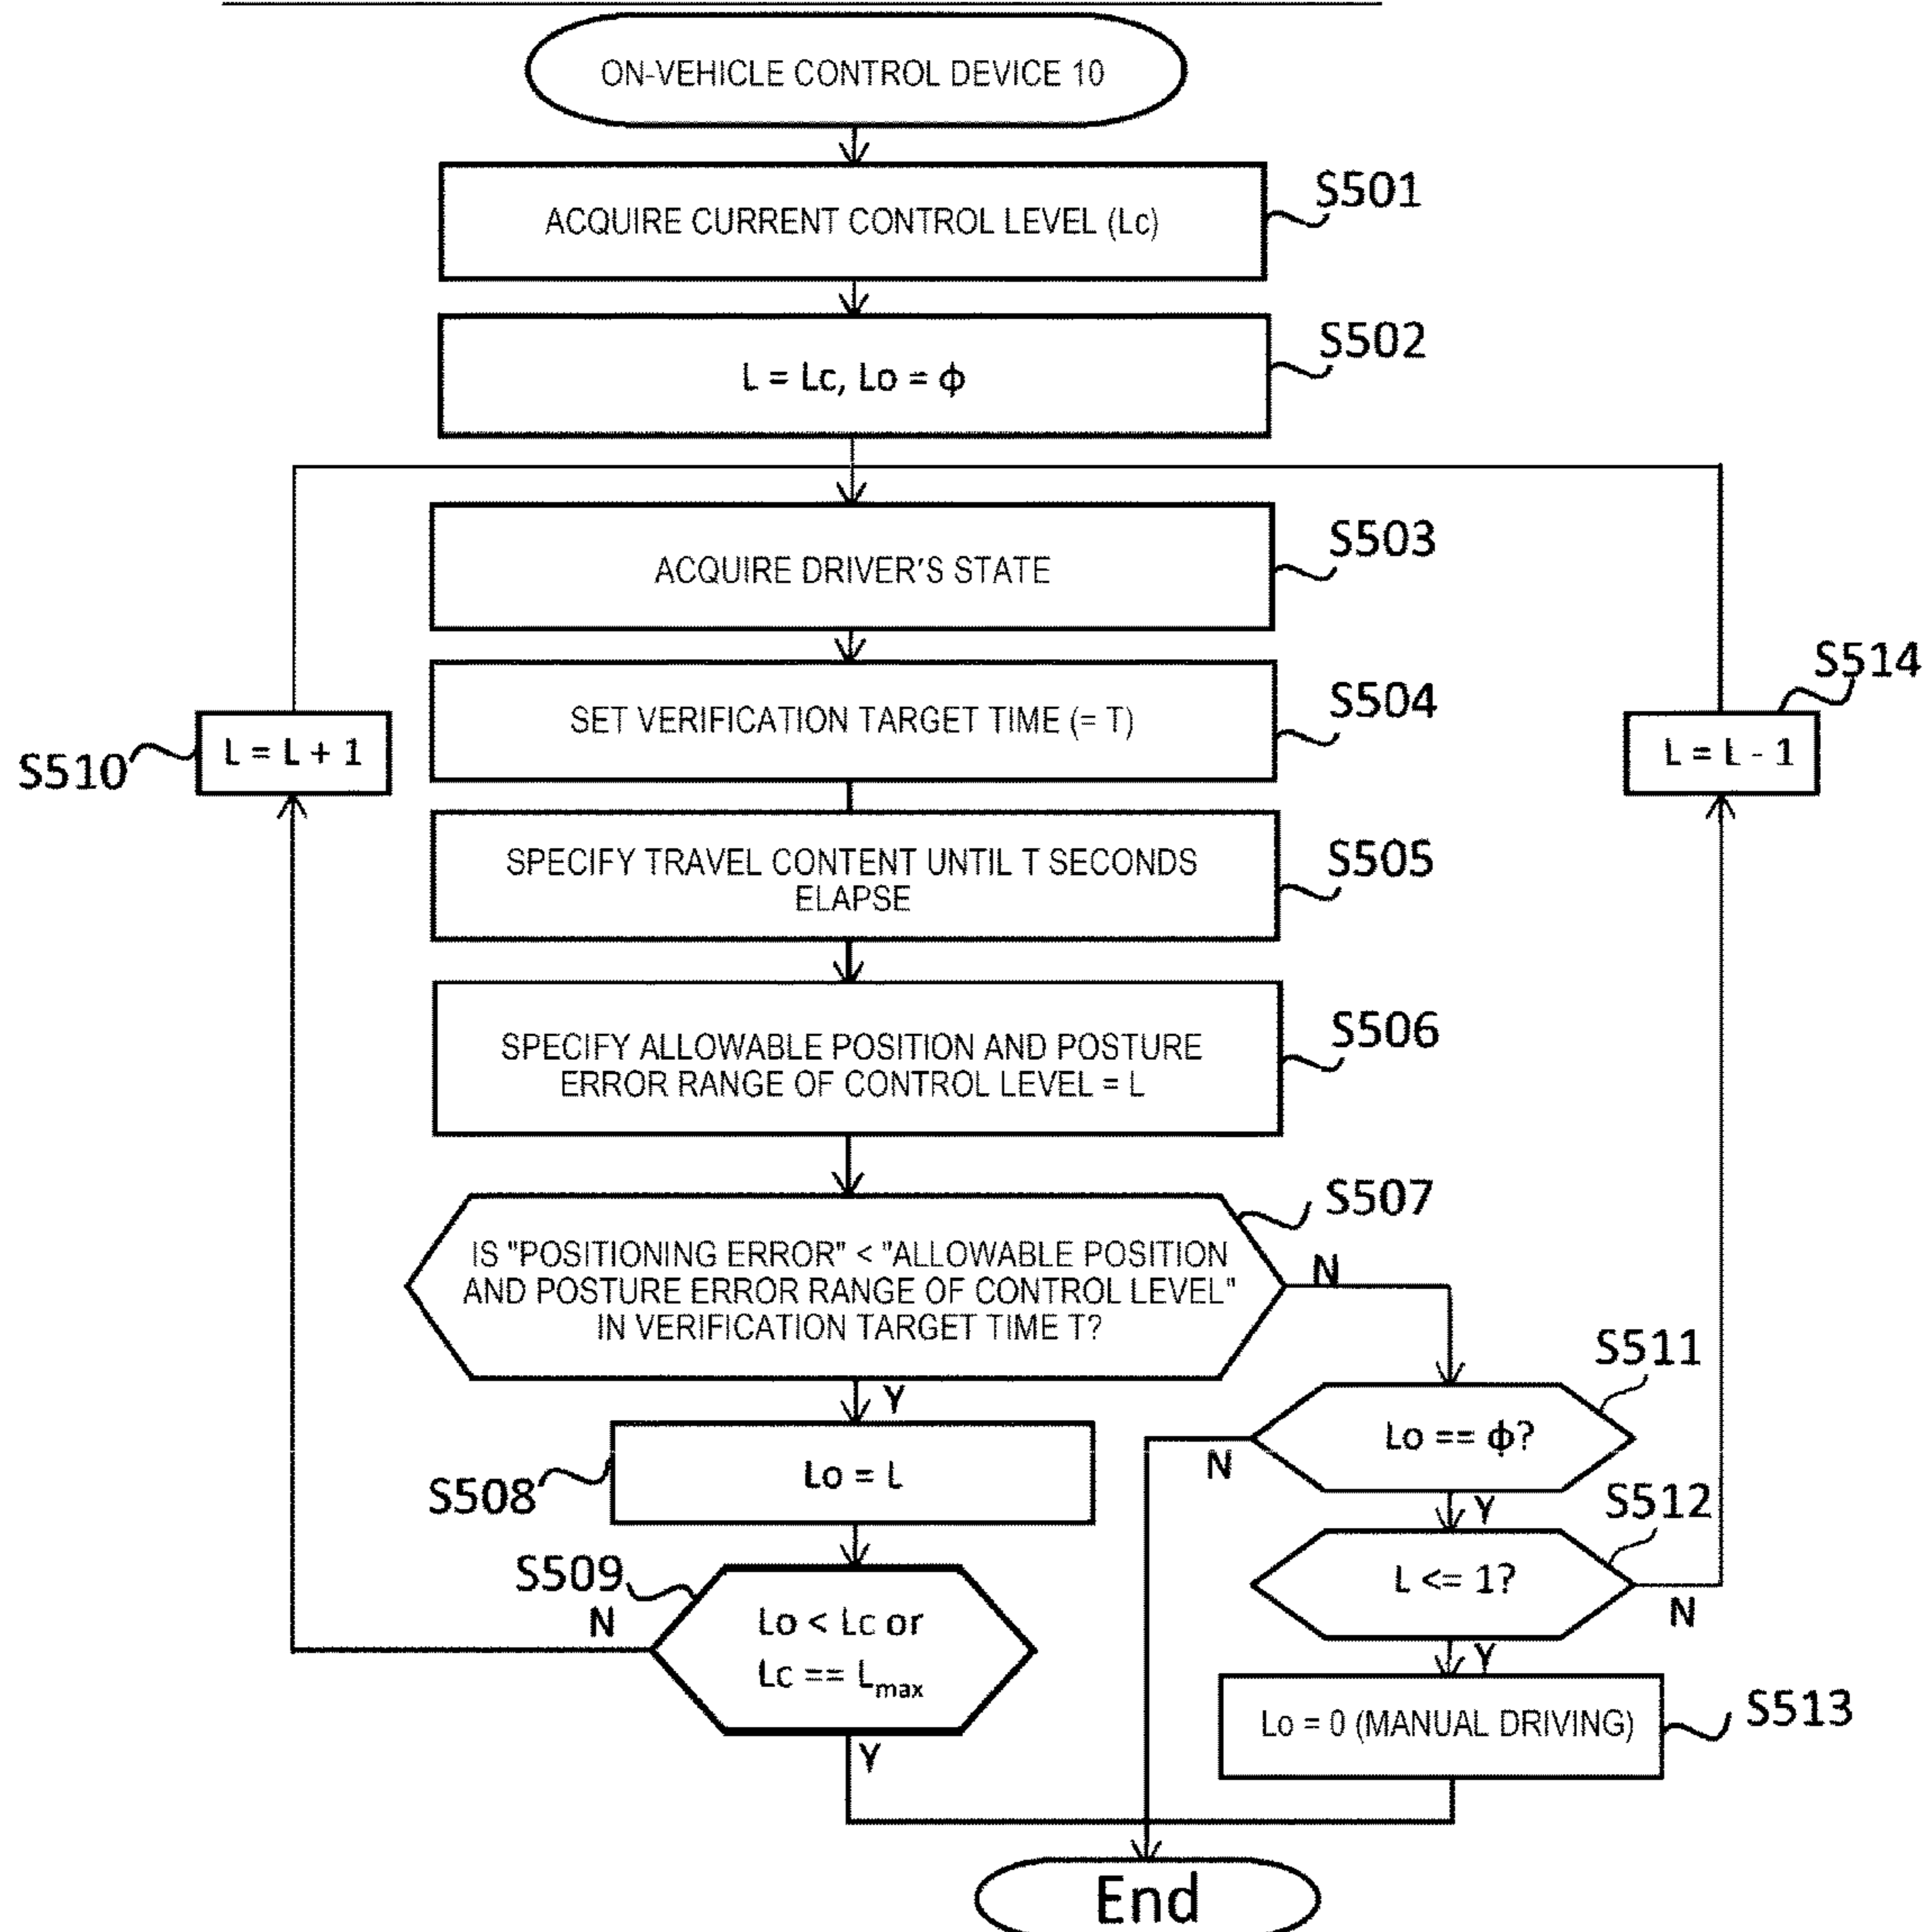 ON-VEHICLE CONTROL DEVICE 10
ACQUIRE CURRENT CONTROL LEVEL (Lc)
S501
L = Lc, Lo = ϕ
S502
ACQUIRE DRIVER'S STATE
S503
SET VERIFICATION TARGET TIME (= T)
S504
S510
L = L + 1
L = L - 1
S514
SPECIFY TRAVEL CONTENT UNTIL T SECONDS
ELAPSE
S505
SPECIFY ALLOWABLE POSITION AND POSTURE
ERROR RANGE OF CONTROL LEVEL = L
S506
IS "POSITIONING ERROR" < "ALLOWABLE POSITION
AND POSTURE ERROR RANGE OF CONTROL LEVEL"
IN VERIFICATION TARGET TIME T?
S507
N
Y
S511
Lo == ϕ?
N
Y
S508
Lo = L
S512
L <= 1?
N
Y
S509
N
Lo < Lc or
Lc == Lmax
Y
Lo = 0 (MANUAL DRIVING)
S513
End